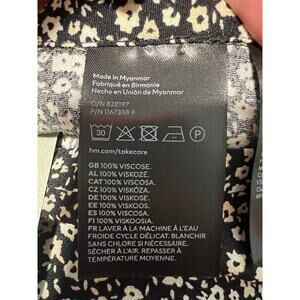 Made in Myanmar
Fabriqué en Birmanie
Hecho en Unión de Myanmar
O/N 828197
P/N 1167338 9
30
P
hm.com/takecare
GB 100% VISCOSE.
AL 100% VISKOZË.
CAT 100% VISCOSA.
CZ 100% VISKÓZA.
DE 100% VISKOSE.
EE 100% VISKOOS.
ES 100% VISCOSA.
FI 100% VISKOOSIA.
FR LAVER À LA MACHINE À L'EAU
FROIDE CYCLE DÉLICAT. BLANCHIR
SANS CHLORE SI NÉCESSAIRE.
SÉCHER À L'AIR. REPASSER À
TEMPÉRATURE MOYENNE.